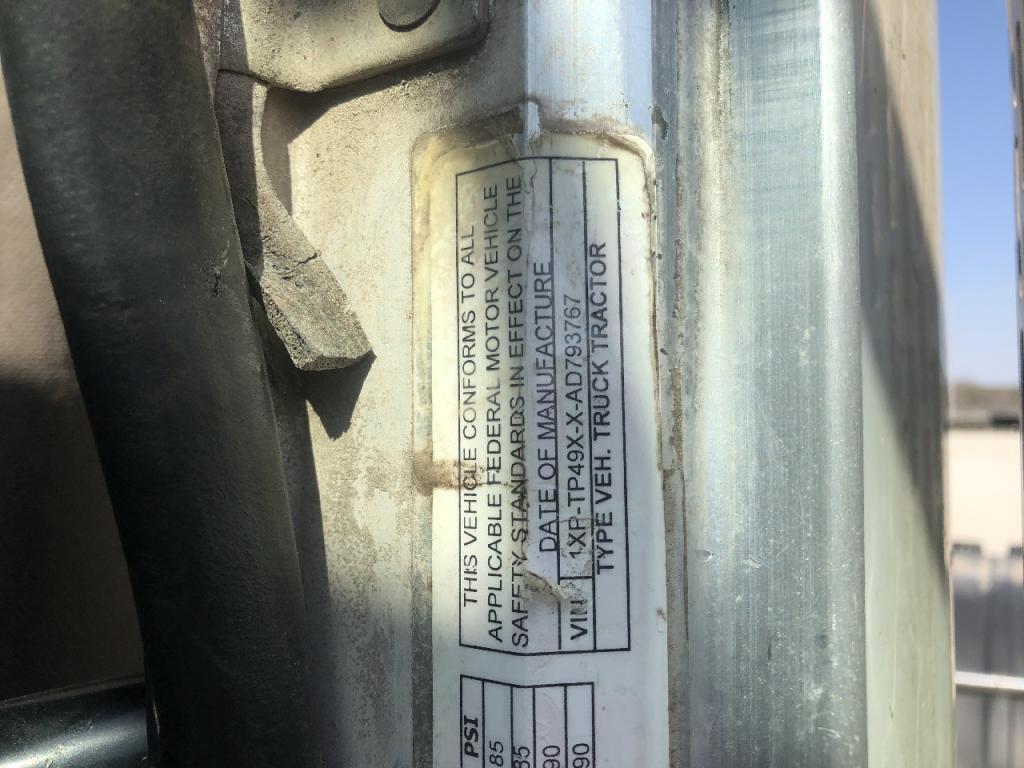 THIS VEHICLE CONFORMS TO ALL
APPLICABLE FEDERAL MOTOR VEHICLE
SAFETY STANDARDS IN EFFECT ON THE
DATE OF MANUFACTURE
VIN 1XP-TP49X-X-AD793767
TYPE VEH. TRUCK TRACTOR
PSI
85
85
90
90